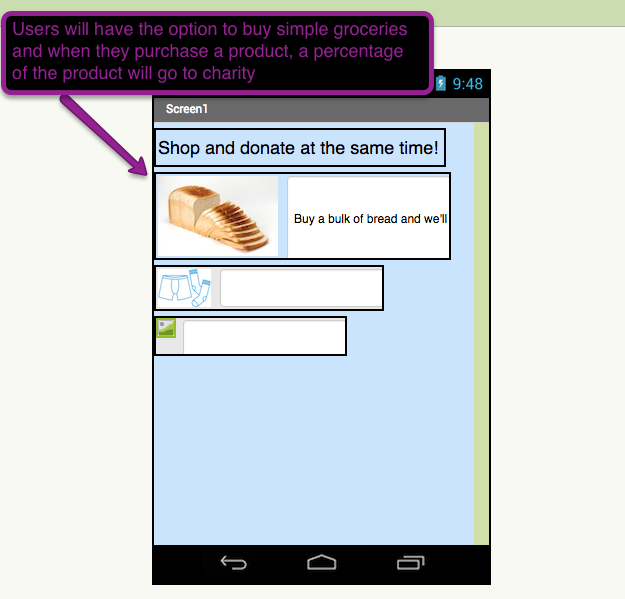 Users will have the option to buy simple groceries
and when they purchase a product, a percentage
of the product will go to charity
9:48
Screen1
Shop and donate at the same time!
Buy a bulk of bread and we'll